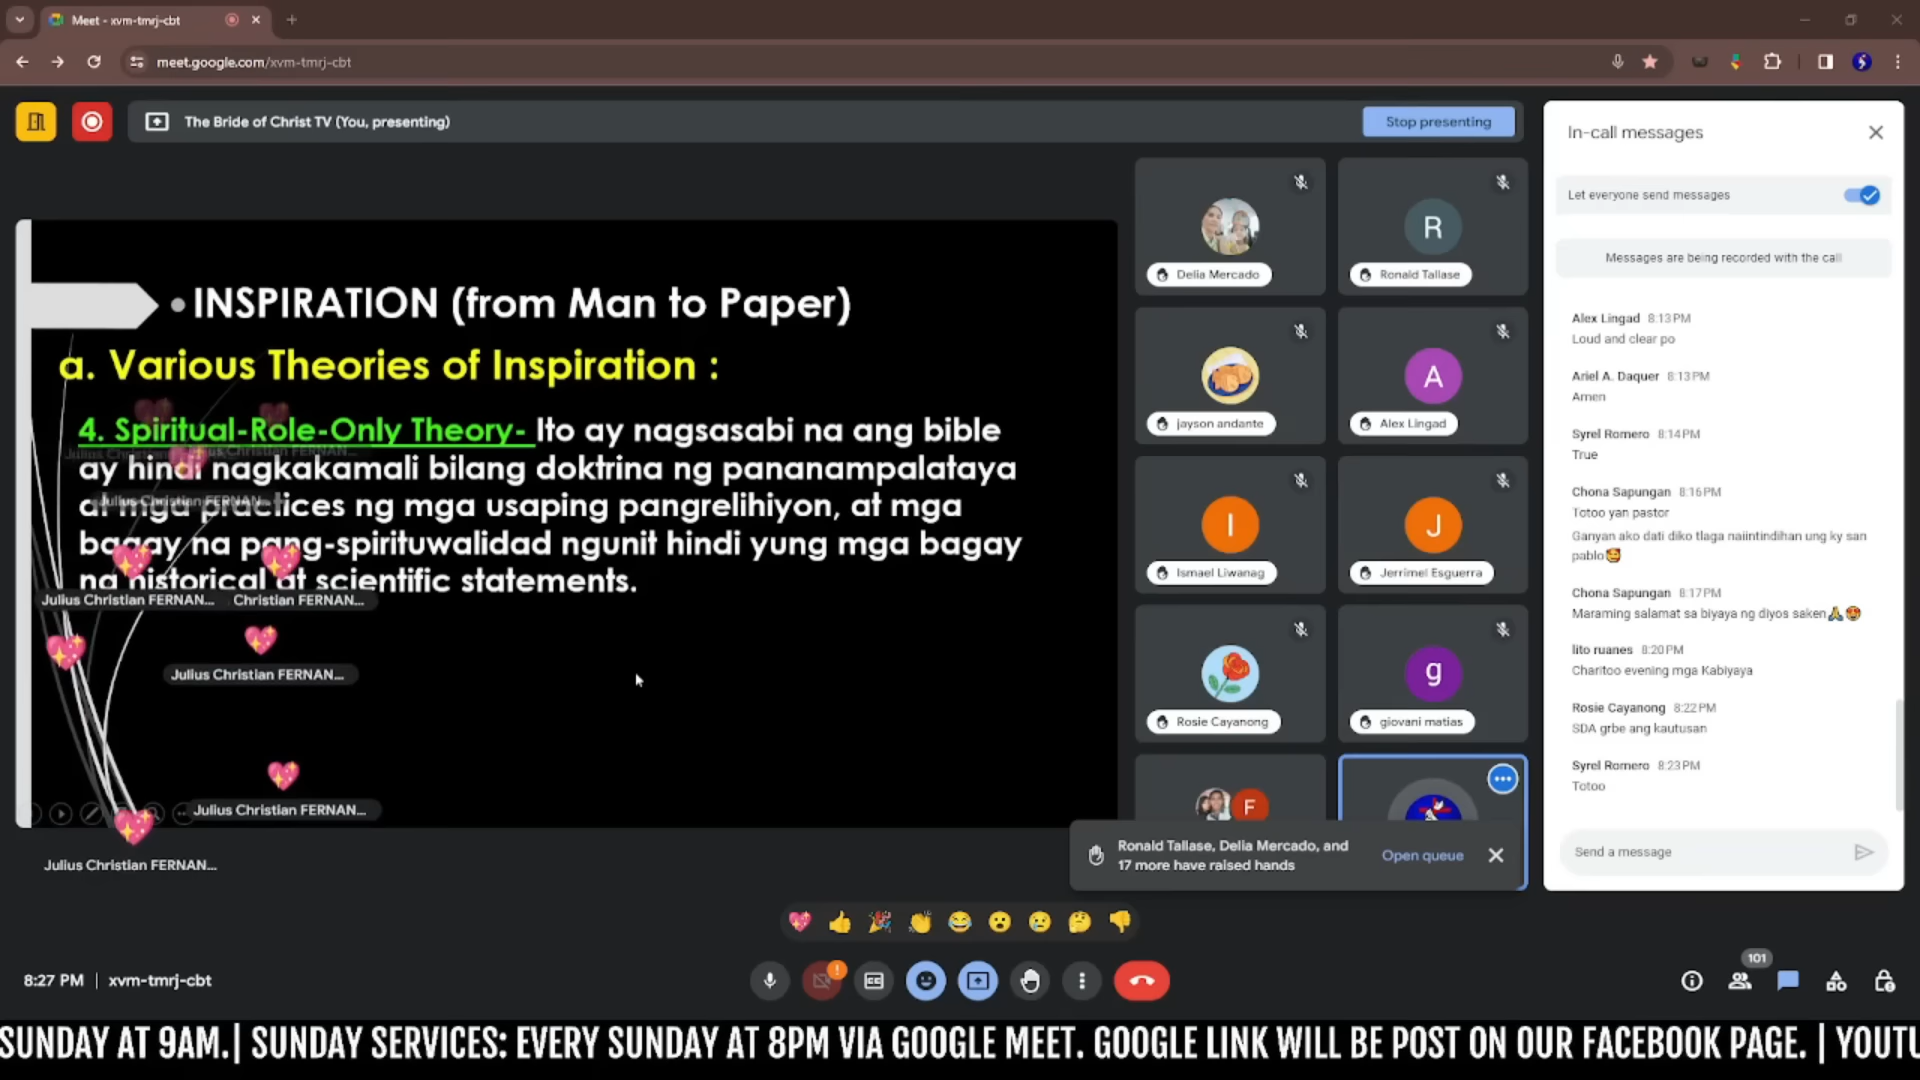 Meet - xvm-tmrj-cbt
meet.google.com/xvm-tmrj-cbt
The Bride of Christ TV (You, presenting)
Stop presenting
INSPIRATION (from Man to Paper)
a. Various Theories of Inspiration :
4. Spiritual-Role-Only Theory- Ito ay nagsasabi na ang bible
ay hindi nagkakamali bilang doktrina ng pananampalataya
at mga practices ng mga usaping pangrelihiyon, at mga
bagay na pang-spirituwalidad ngunit hindi yung mga bagay
na historical at scientific statements.
Julius Christian FERNAN...
Julius Christian FERNAN...
Christian FERNAN...
Julius Christian FERNAN...
Julius Christian FERNAN...
Julius Christian FERNAN...
Delia Mercado
Ronald Tallase
R
jayson andante
Alex Lingad
A
Ismael Liwanag
I
Jerrimel Esguerra
J
Rosie Cayanong
giovani matias
g
F
Ronald Tallase, Delia Mercado, and
17 more have raised hands
Open queue
In-call messages
Let everyone send messages
Messages are being recorded with the call
Alex Lingad 8:13 PM
Loud and clear po
Ariel A. Daquer 8:13 PM
Amen
Syrel Romero 8:14 PM
True
Chona Sapungan 8:16 PM
Totoo yan pastor
Ganyan ako dati diko tlaga naiintindihan ung ky san
pablo🥰
Chona Sapungan 8:17 PM
Maraming salamat sa biyaya ng diyos saken🙏😍
lito ruanes 8:20 PM
Charitoo evening mga Kabiyaya
Rosie Cayanong 8:22 PM
SDA grbe ang kautusan
Syrel Romero 8:23 PM
Totoo
Send a message
8:27 PM | xvm-tmrj-cbt
101
SUNDAY AT 9AM. | SUNDAY SERVICES: EVERY SUNDAY AT 8PM VIA GOOGLE MEET. GOOGLE LINK WILL BE POST ON OUR FACEBOOK PAGE. | YOUTU